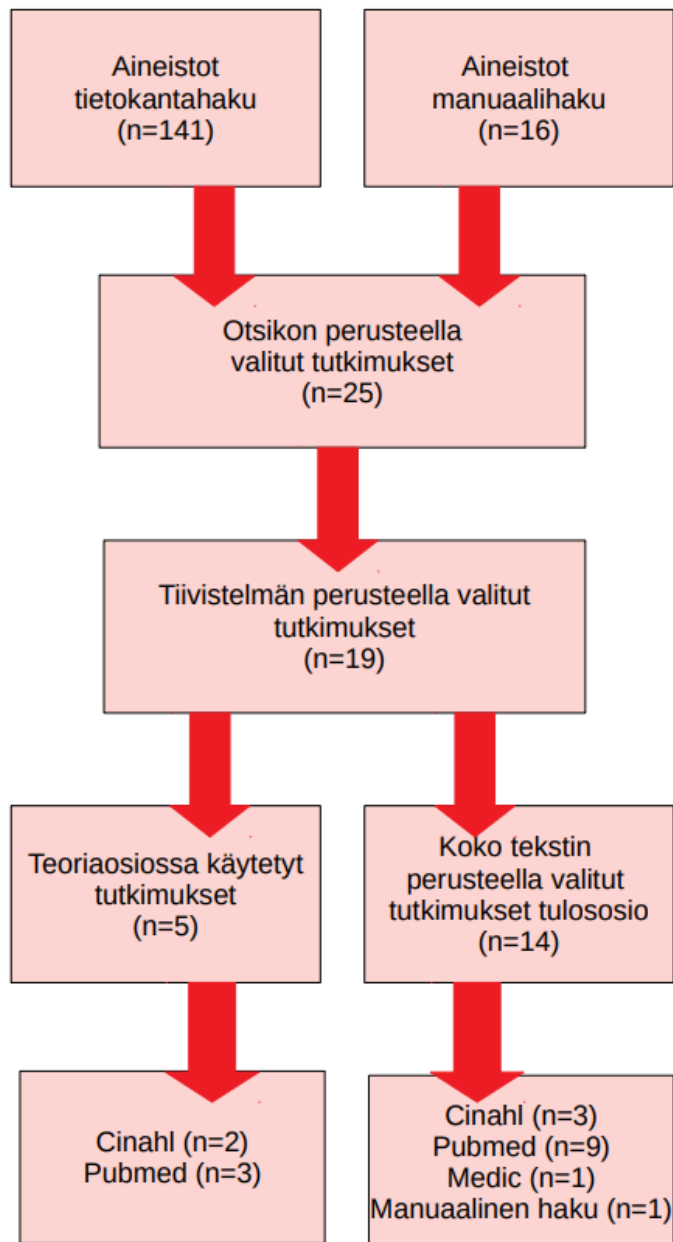 Aineistot
tietokantahaku
(n=141)
Aineistot
manuaalihaku
(n=16)
Otsikon perusteella
valitut tutkimukset
(n=25)
Tiivistelmän perusteella valitut
tutkimukset
(n=19)
Teoriaosiossa käytetyt
tutkimukset
(n=5)
Koko tekstin
perusteella valitut
tutkimukset tulososio
(n=14)
Cinahl (n=2)
Pubmed (n=3)
Cinahl (n=3)
Pubmed (n=9)
Medic (n=1)
Manuaalinen haku (n=1)